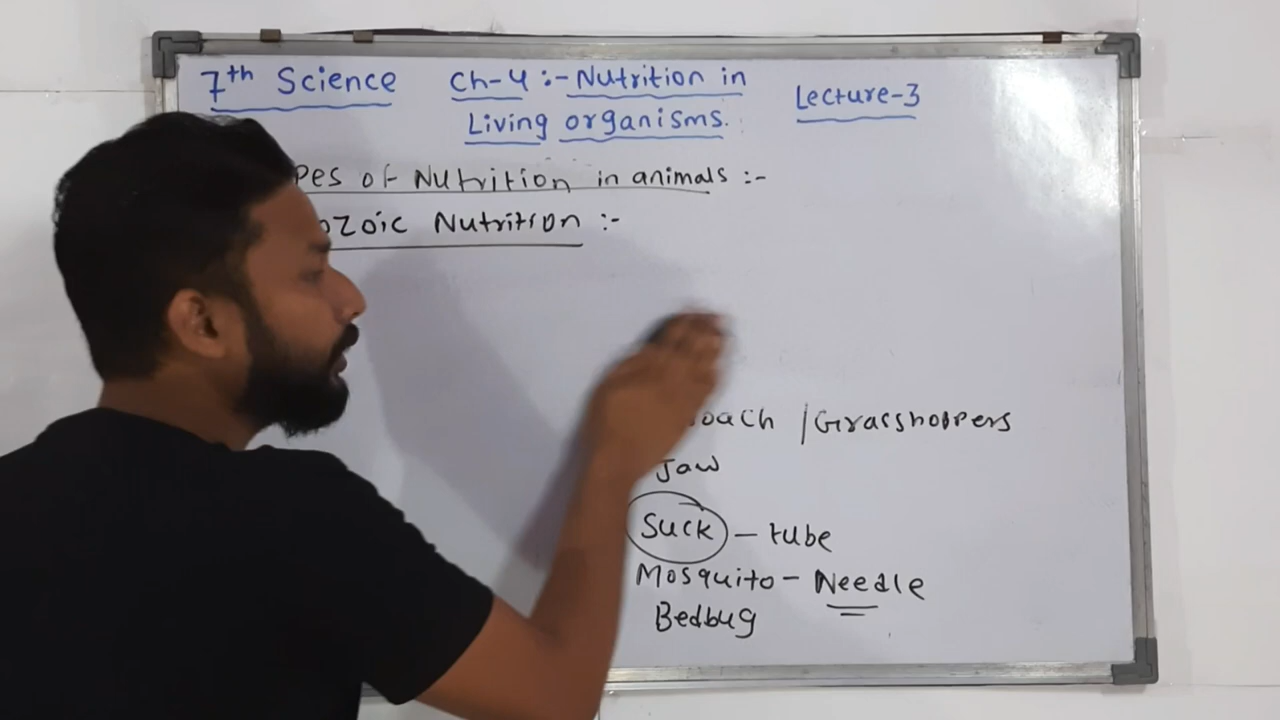 7th Science Ch-4 :- Nutrition in Lecture-3
Living organisms.
pes of Nutrition in animals :-
ozoic Nutrition :-
oach / Grasshoppers
Jaw
Suck – tube
Mosquito – Needle
Bedbug